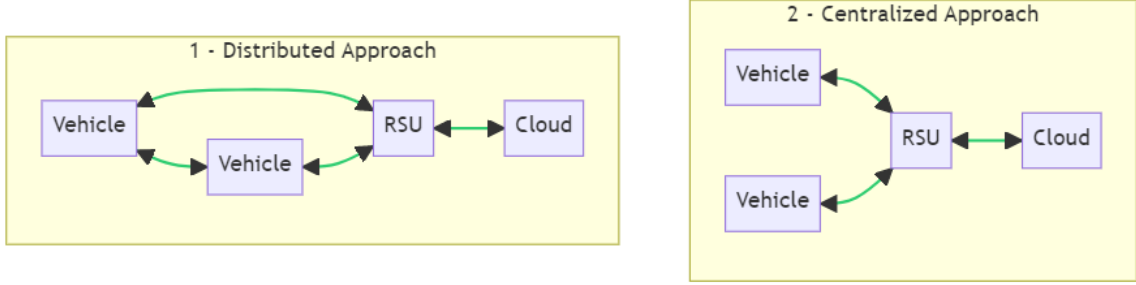 1 - Distributed Approach
Vehicle
Vehicle
RSU
Cloud
2 - Centralized Approach
Vehicle
Vehicle
RSU
Cloud